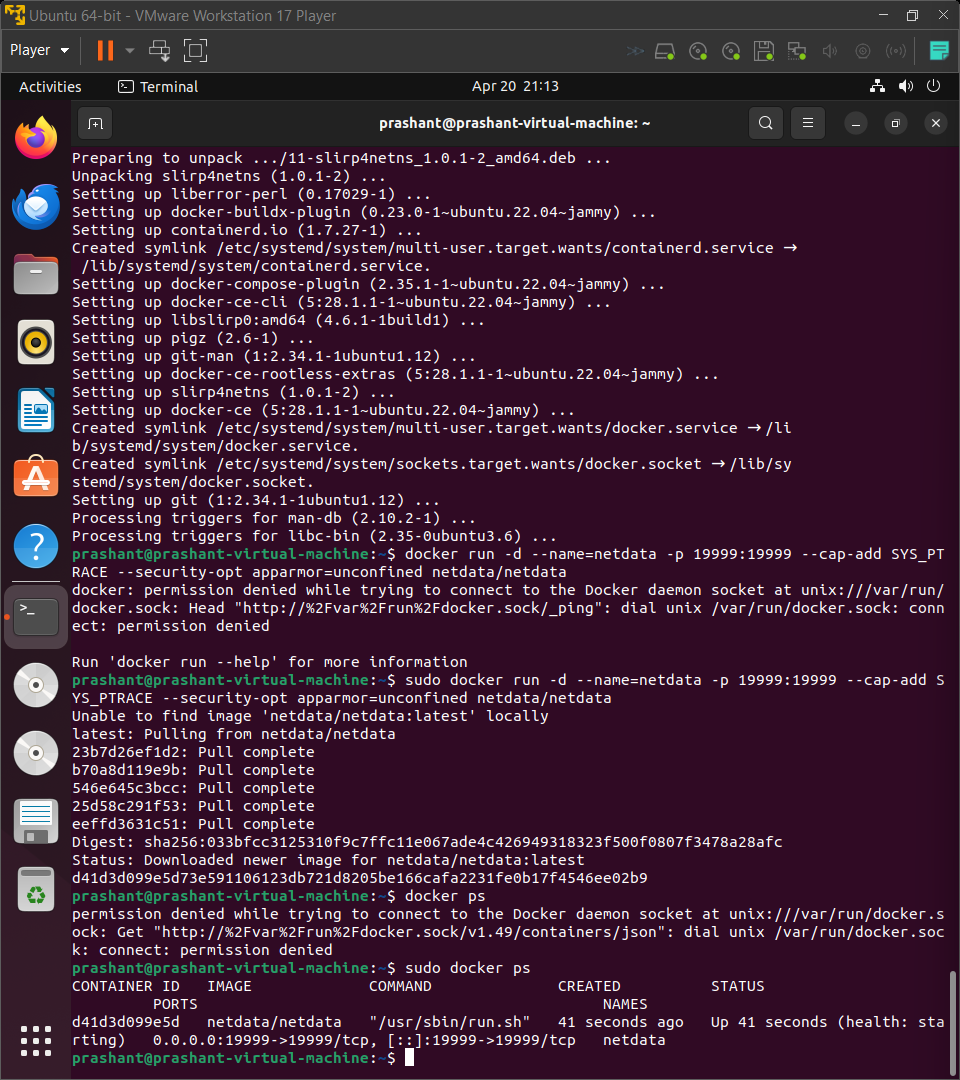 Ubuntu 64-bit - VMware Workstation 17 Player
Player
Activities
Terminal
Apr 20 21:13
prashant@prashant-virtual-machine: ~
Preparing to unpack .../11-slirp4netns_1.0.1-2_amd64.deb ...
Unpacking slirp4netns (1.0.1-2) ...
Setting up liberror-perl (0.17029-1) ...
Setting up docker-buildx-plugin (0.23.0-1~ubuntu.22.04~jammy) ...
Setting up containerd.io (1.7.27-1) ...
Created symlink /etc/systemd/system/multi-user.target.wants/containerd.service →
/lib/systemd/system/containerd.service.
Setting up docker-compose-plugin (2.35.1-1~ubuntu.22.04~jammy) ...
Setting up docker-ce-cli (5:28.1.1-1~ubuntu.22.04~jammy) ...
Setting up libslirp0:amd64 (4.6.1-1build1) ...
Setting up pigz (2.6-1) ...
Setting up git-man (1:2.34.1-1ubuntu1.12) ...
Setting up docker-ce-rootless-extras (5:28.1.1-1~ubuntu.22.04~jammy) ...
Setting up slirp4netns (1.0.1-2) ...
Setting up docker-ce (5:28.1.1-1~ubuntu.22.04~jammy) ...
Created symlink /etc/systemd/system/multi-user.target.wants/docker.service → /li
b/systemd/system/docker.service.
Created symlink /etc/systemd/system/sockets.target.wants/docker.socket → /lib/sy
stemd/system/docker.socket.
Setting up git (1:2.34.1-1ubuntu1.12) ...
Processing triggers for man-db (2.10.2-1) ...
Processing triggers for libc-bin (2.35-0ubuntu3.6) ...
prashant@prashant-virtual-machine:~$ docker run -d --name=netdata -p 19999:19999 --cap-add SYS_PT
RACE --security-opt apparmor=unconfined netdata/netdata
docker: permission denied while trying to connect to the Docker daemon socket at unix:///var/run/
docker.sock: Head "http://%2Fvar%2Frun%2Fdocker.sock/_ping": dial unix /var/run/docker.sock: conn
ect: permission denied
Run 'docker run --help' for more information
prashant@prashant-virtual-machine:~$ sudo docker run -d --name=netdata -p 19999:19999 --cap-add S
YS_PTRACE --security-opt apparmor=unconfined netdata/netdata
Unable to find image 'netdata/netdata:latest' locally
latest: Pulling from netdata/netdata
23b7d26ef1d2: Pull complete
b70a8d119e9b: Pull complete
546e645c3bcc: Pull complete
25d58c291f53: Pull complete
eeffd3631c51: Pull complete
Digest: sha256:033bfcc3125310f9c7ffc11e067ade4c426949318323f500f0807f3478a28afc
Status: Downloaded newer image for netdata/netdata:latest
d41d3d099e5d73e591106123db721d8205be166cafa2231fe0b17f4546ee02b9
prashant@prashant-virtual-machine:~$ docker ps
permission denied while trying to connect to the Docker daemon socket at unix:///var/run/docker.s
ock: Get "http://%2Fvar%2Frun%2Fdocker.sock/v1.49/containers/json": dial unix /var/run/docker.soc
k: connect: permission denied
prashant@prashant-virtual-machine:~$ sudo docker ps
CONTAINER ID   IMAGE             COMMAND              CREATED          STATUS
PORTS                                             NAMES
d41d3d099e5d   netdata/netdata   "/usr/sbin/run.sh"   41 seconds ago   Up 41 seconds (health: sta
rting)   0.0.0.0:19999->19999/tcp, [::]:19999->19999/tcp   netdata
prashant@prashant-virtual-machine:~$